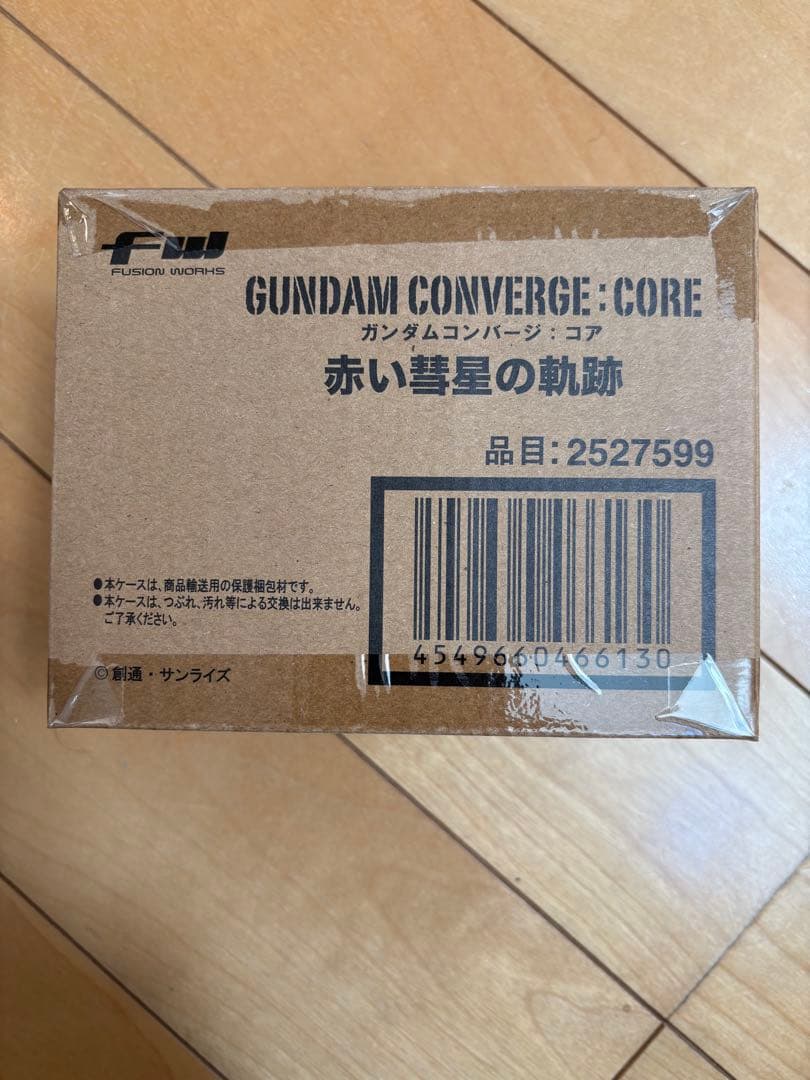 FW
FUSION WORKS
GUNDAM CONVERGE:CORE
ガンダムコンバージ:コア
赤い彗星の軌跡
品目:2527599
●本ケースは、商品輸送用の保護梱包材です。
●本ケースは、つぶれ、汚れ等による交換は出来ません。
ご了承ください。
4549660466130
©創通・サンライズ